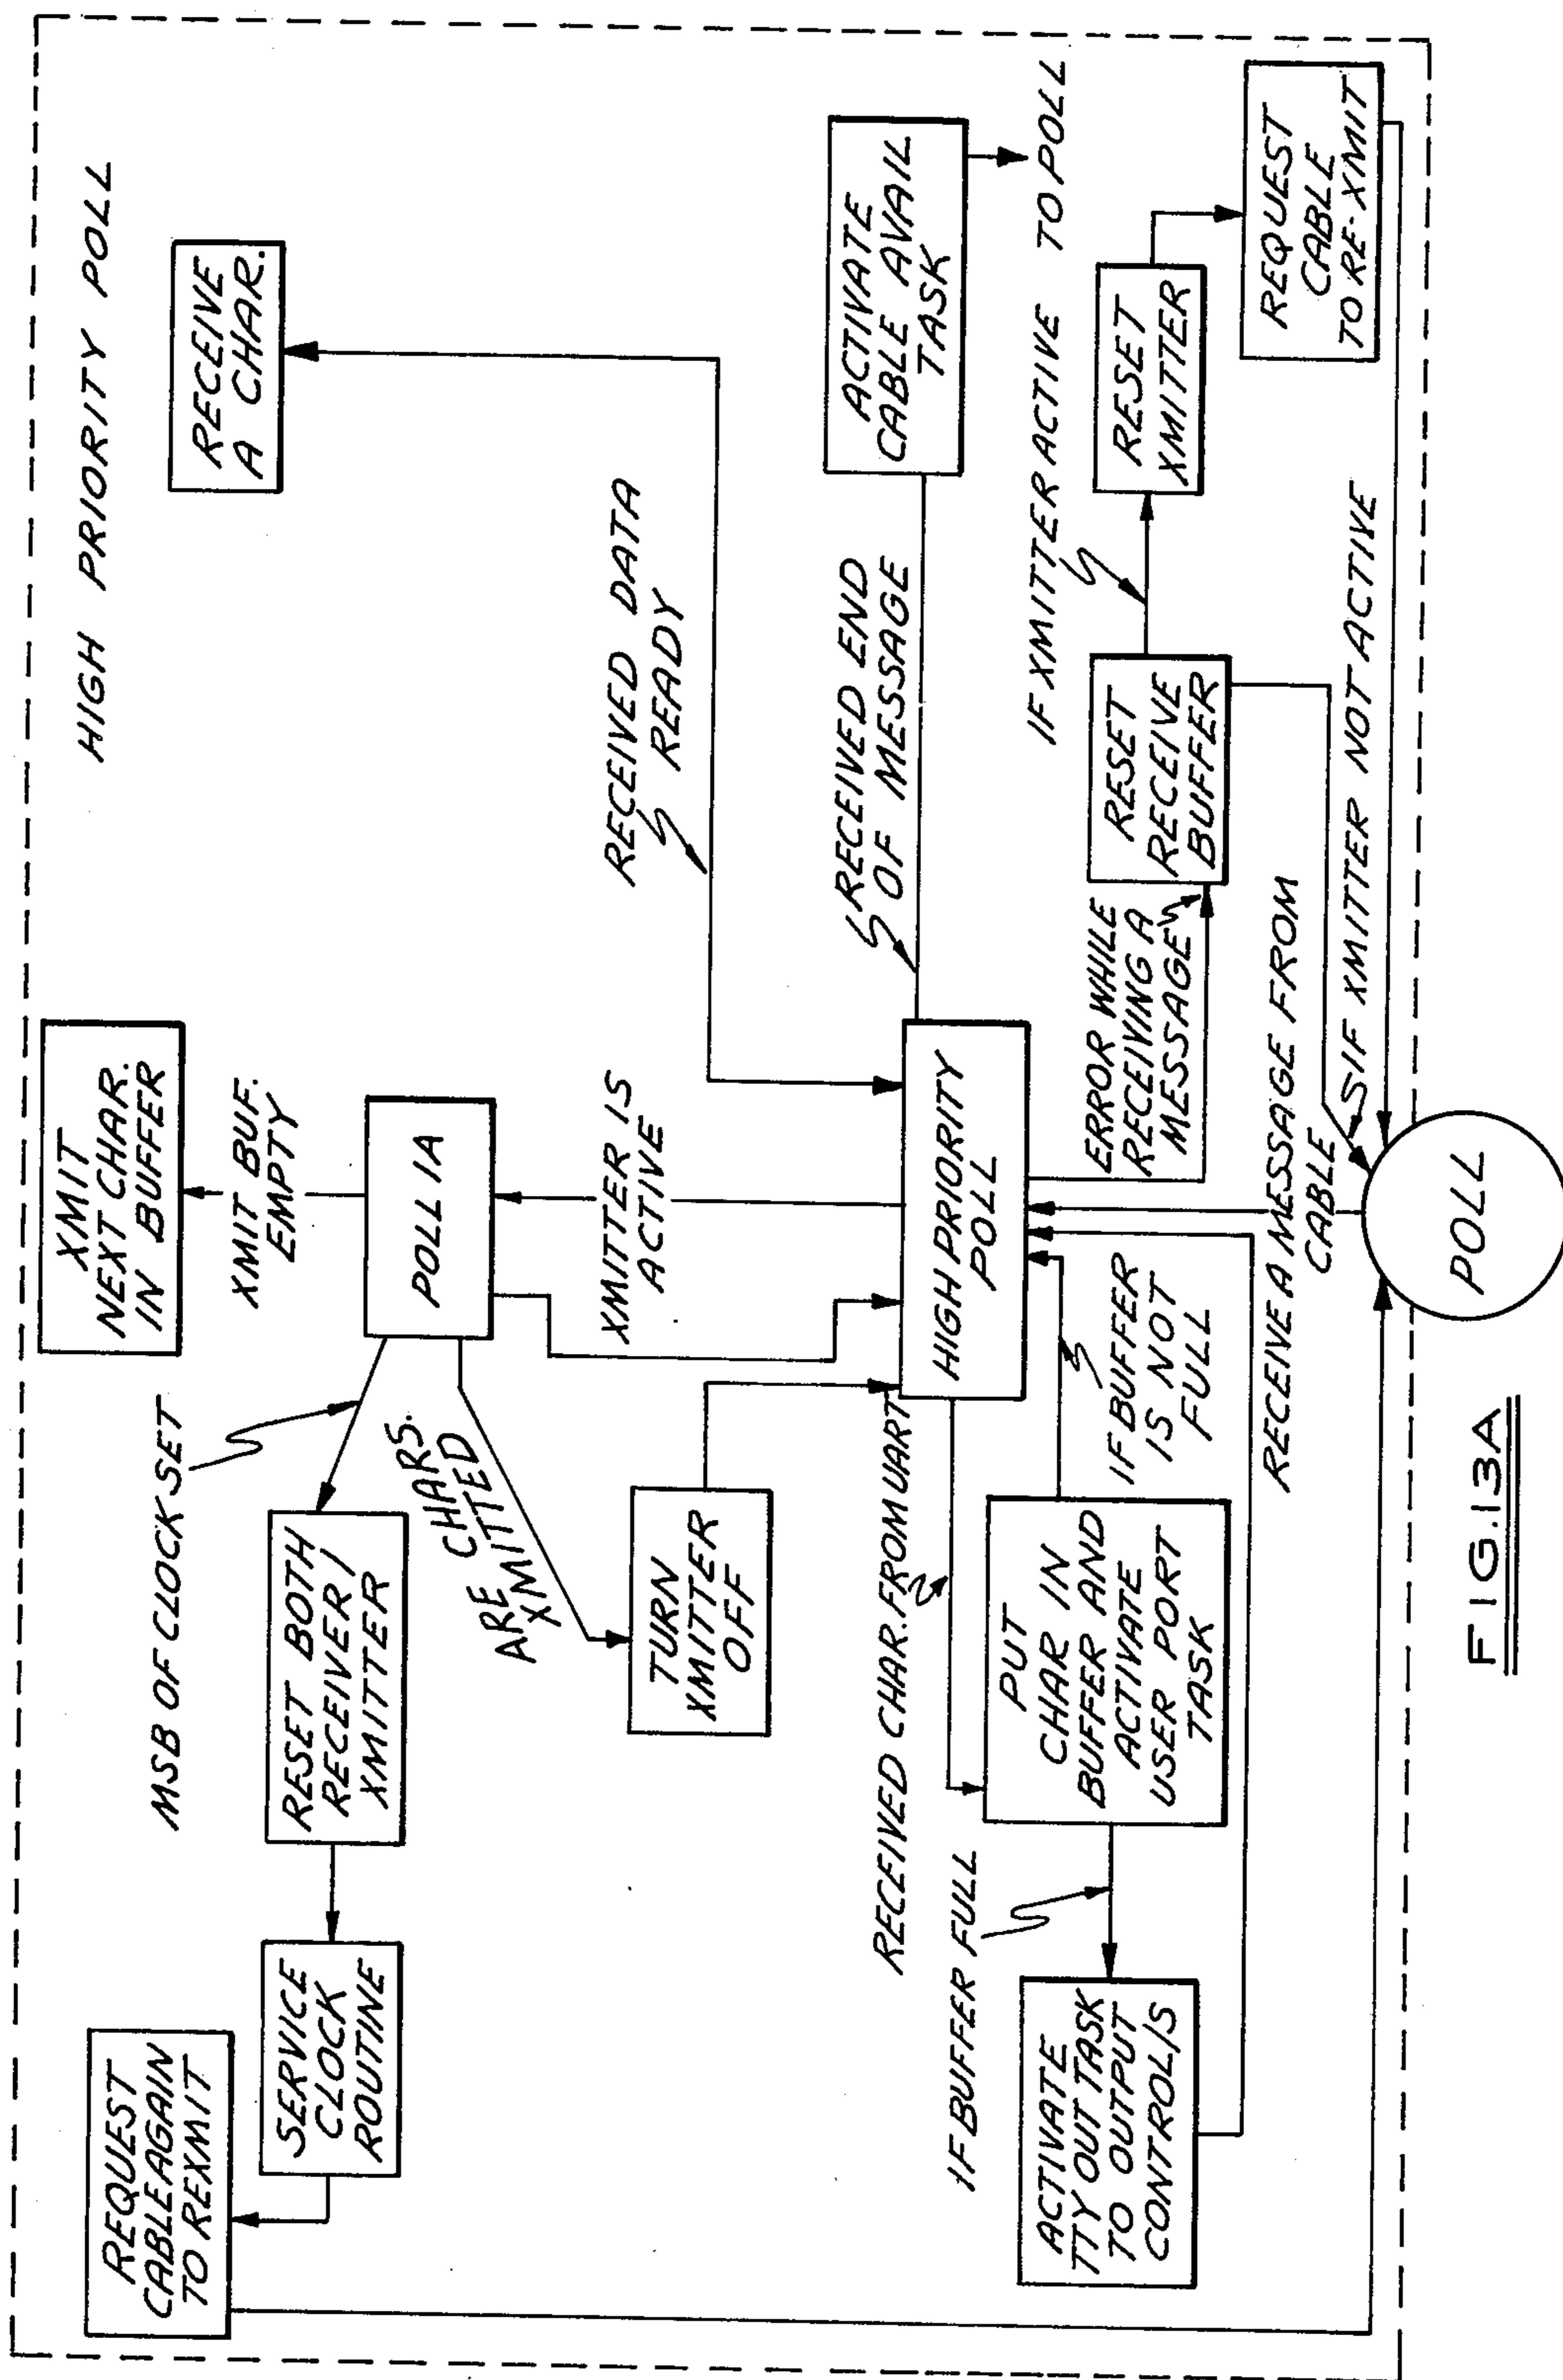 HIGH PRIORITY POLL
REQUEST
CABLE AGAIN
TO REXMIT
SERVICE
CLOCK
ROUTINE
MSB OF CLOCK SET
RESET BOTH
RECEIVER/
XMITTER
XMIT
NEXT CHAR.
IN BUFFER
XMIT BUF.
EMPTY
POLL 1A
RECEIVE
A CHAR.
ARE CHARS.
XMITTED
TURN
XMITTER
OFF
XMITTER IS
ACTIVE
RECEIVED DATA
READY
RECEIVED CHAR. FROM UART
HIGH PRIORITY
POLL
RECEIVED END
OF MESSAGE
ACTIVATE
CABLE AVAIL
TASK
TO POLL
IF BUFFER FULL
ACTIVATE
TTY OUT TASK
TO OUTPUT
CONTROL/S
PUT
CHAR IN
BUFFER AND
ACTIVATE
USER PORT
TASK
IF BUFFER
IS NOT
FULL
ERROR WHILE
RECEIVING A
MESSAGE
RESET
RECEIVE
BUFFER
IF XMITTER ACTIVE
RESET
XMITTER
REQUEST
CABLE
TO RE-XMIT
RECEIVE A MESSAGE FROM
CABLE
IF XMITTER NOT ACTIVE
POLL
FIG. 13A